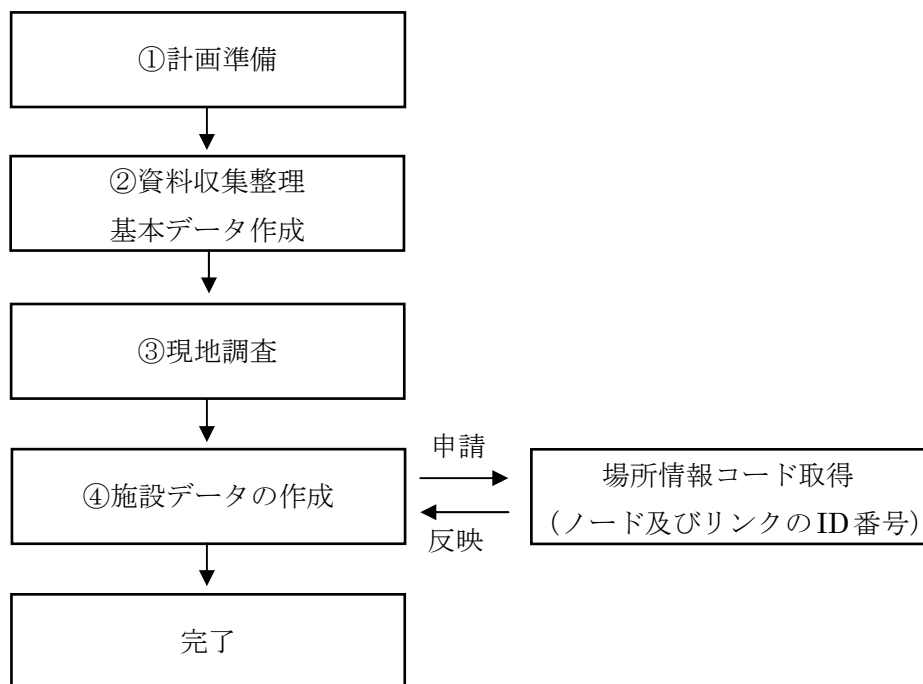 ①計画準備
②資料収集整理
基本データ作成
③現地調査
④施設データの作成
申請
反映
場所情報コード取得
（ノード及びリンクのID番号）
完了